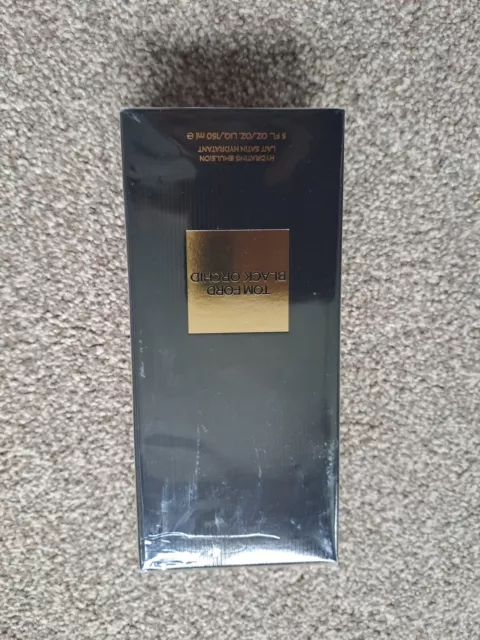 TOM FORD
BLACK ORCHID
HYDRATING EMULSION
LAIT SATIN HYDRATANT
5 FL. OZ./OZ. LIQ./150 ml ℮